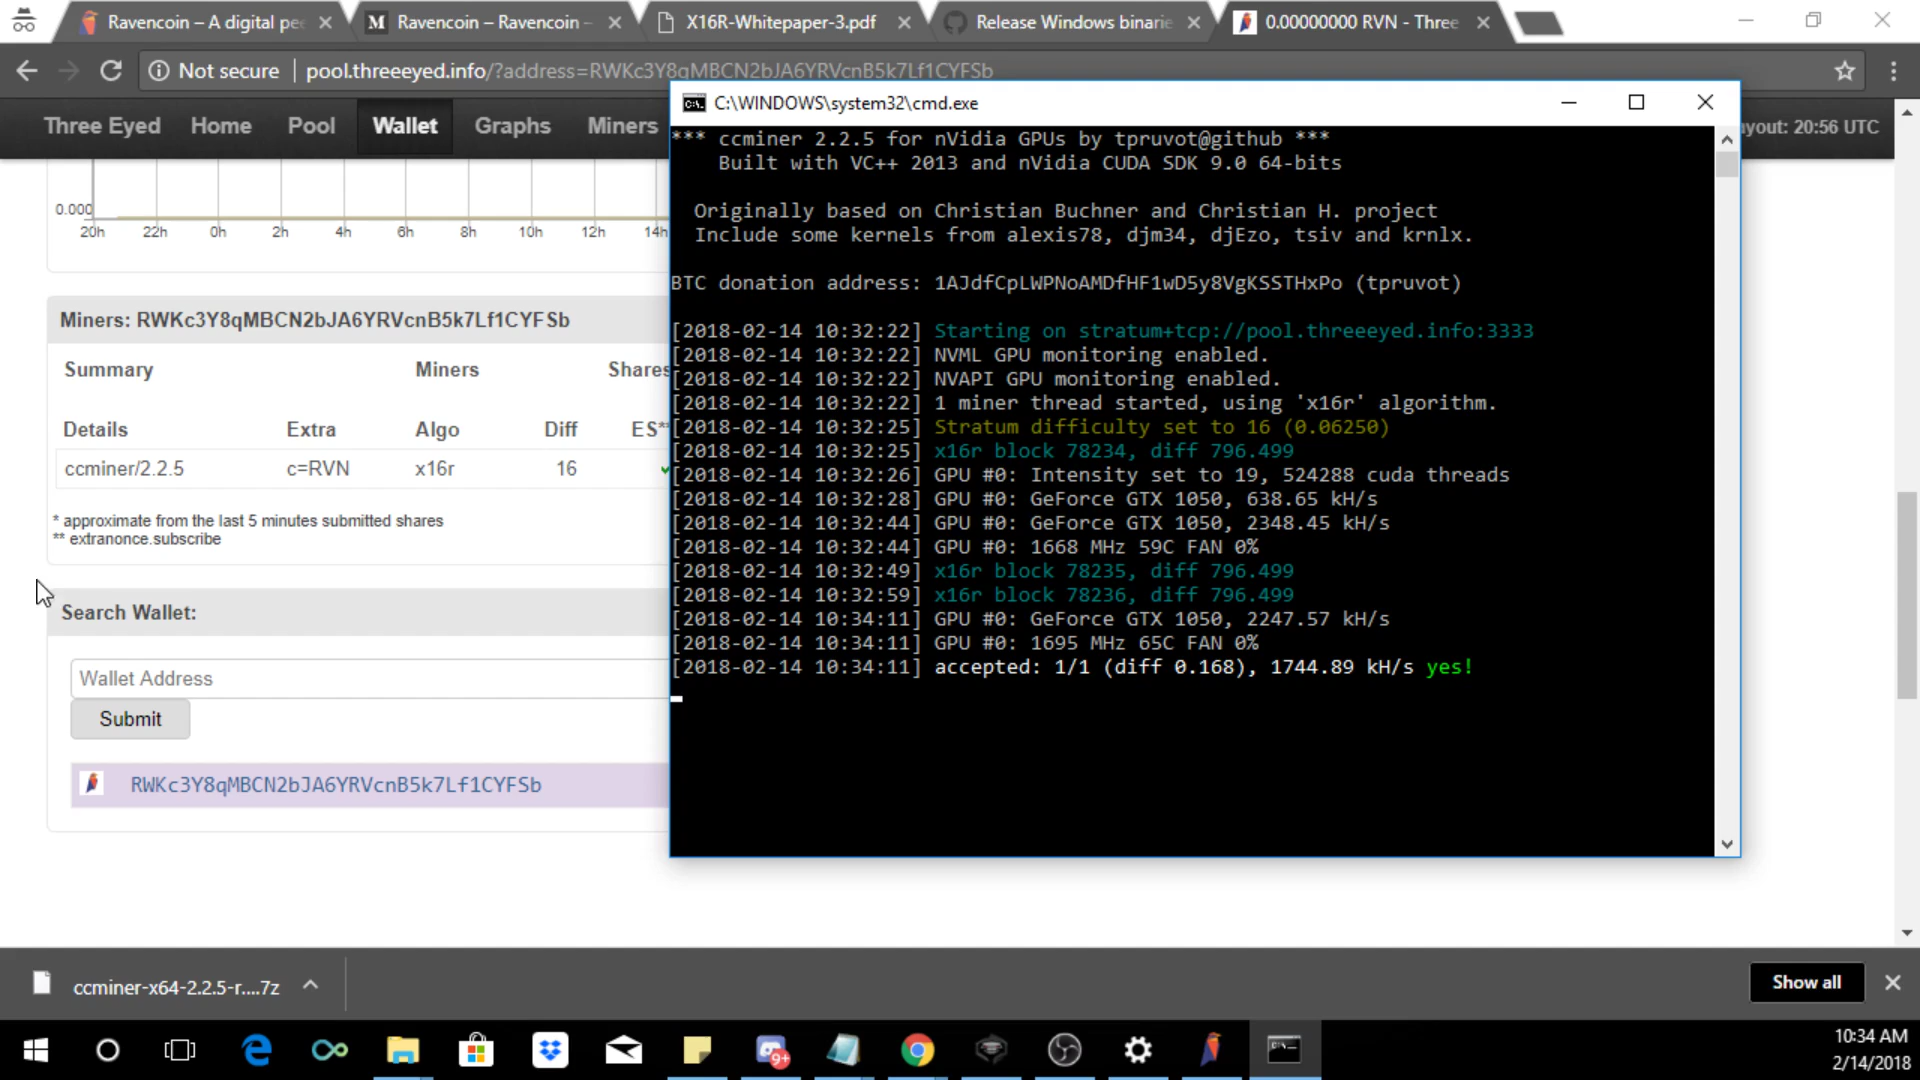 Ravencoin – A digital pe
Ravencoin – Ravencoin –
X16R-Whitepaper-3.pdf
Release Windows binarie
0.00000000 RVN - Three
Not secure
pool.threeeyed.info/?address=RWKc3Y8qMBCN2bJA6YRVcnB5k7Lf1CYFSb
Three Eyed
Home
Pool
Wallet
Graphs
Miners
yout: 20:56 UTC
0.000
20h 22h 0h 2h 4h 6h 8h 10h 12h 14h
Miners: RWKc3Y8qMBCN2bJA6YRVcnB5k7Lf1CYFSb
Summary Miners Shares
Details Extra Algo Diff ES**
ccminer/2.2.5 c=RVN x16r 16
* approximate from the last 5 minutes submitted shares
** extranonce.subscribe
Search Wallet:
Wallet Address
Submit
RWKc3Y8qMBCN2bJA6YRVcnB5k7Lf1CYFSb
C:\WINDOWS\system32\cmd.exe
*** ccminer 2.2.5 for nVidia GPUs by tpruvot@github ***
Built with VC++ 2013 and nVidia CUDA SDK 9.0 64-bits
Originally based on Christian Buchner and Christian H. project
Include some kernels from alexis78, djm34, djEzo, tsiv and krnlx.
BTC donation address: 1AJdfCpLWPNoAMDfHF1wD5y8VgKSSTHxPo (tpruvot)
[2018-02-14 10:32:22] Starting on stratum+tcp://pool.threeeyed.info:3333
[2018-02-14 10:32:22] NVML GPU monitoring enabled.
[2018-02-14 10:32:22] NVAPI GPU monitoring enabled.
[2018-02-14 10:32:22] 1 miner thread started, using 'x16r' algorithm.
[2018-02-14 10:32:25] Stratum difficulty set to 16 (0.06250)
[2018-02-14 10:32:25] x16r block 78234, diff 796.499
[2018-02-14 10:32:26] GPU #0: Intensity set to 19, 524288 cuda threads
[2018-02-14 10:32:28] GPU #0: GeForce GTX 1050, 638.65 kH/s
[2018-02-14 10:32:44] GPU #0: GeForce GTX 1050, 2348.45 kH/s
[2018-02-14 10:32:44] GPU #0: 1668 MHz 59C FAN 0%
[2018-02-14 10:32:49] x16r block 78235, diff 796.499
[2018-02-14 10:32:59] x16r block 78236, diff 796.499
[2018-02-14 10:34:11] GPU #0: GeForce GTX 1050, 2247.57 kH/s
[2018-02-14 10:34:11] GPU #0: 1695 MHz 65C FAN 0%
[2018-02-14 10:34:11] accepted: 1/1 (diff 0.168), 1744.89 kH/s yes!
ccminer-x64-2.2.5-r....7z
Show all
9+
10:34 AM
2/14/2018